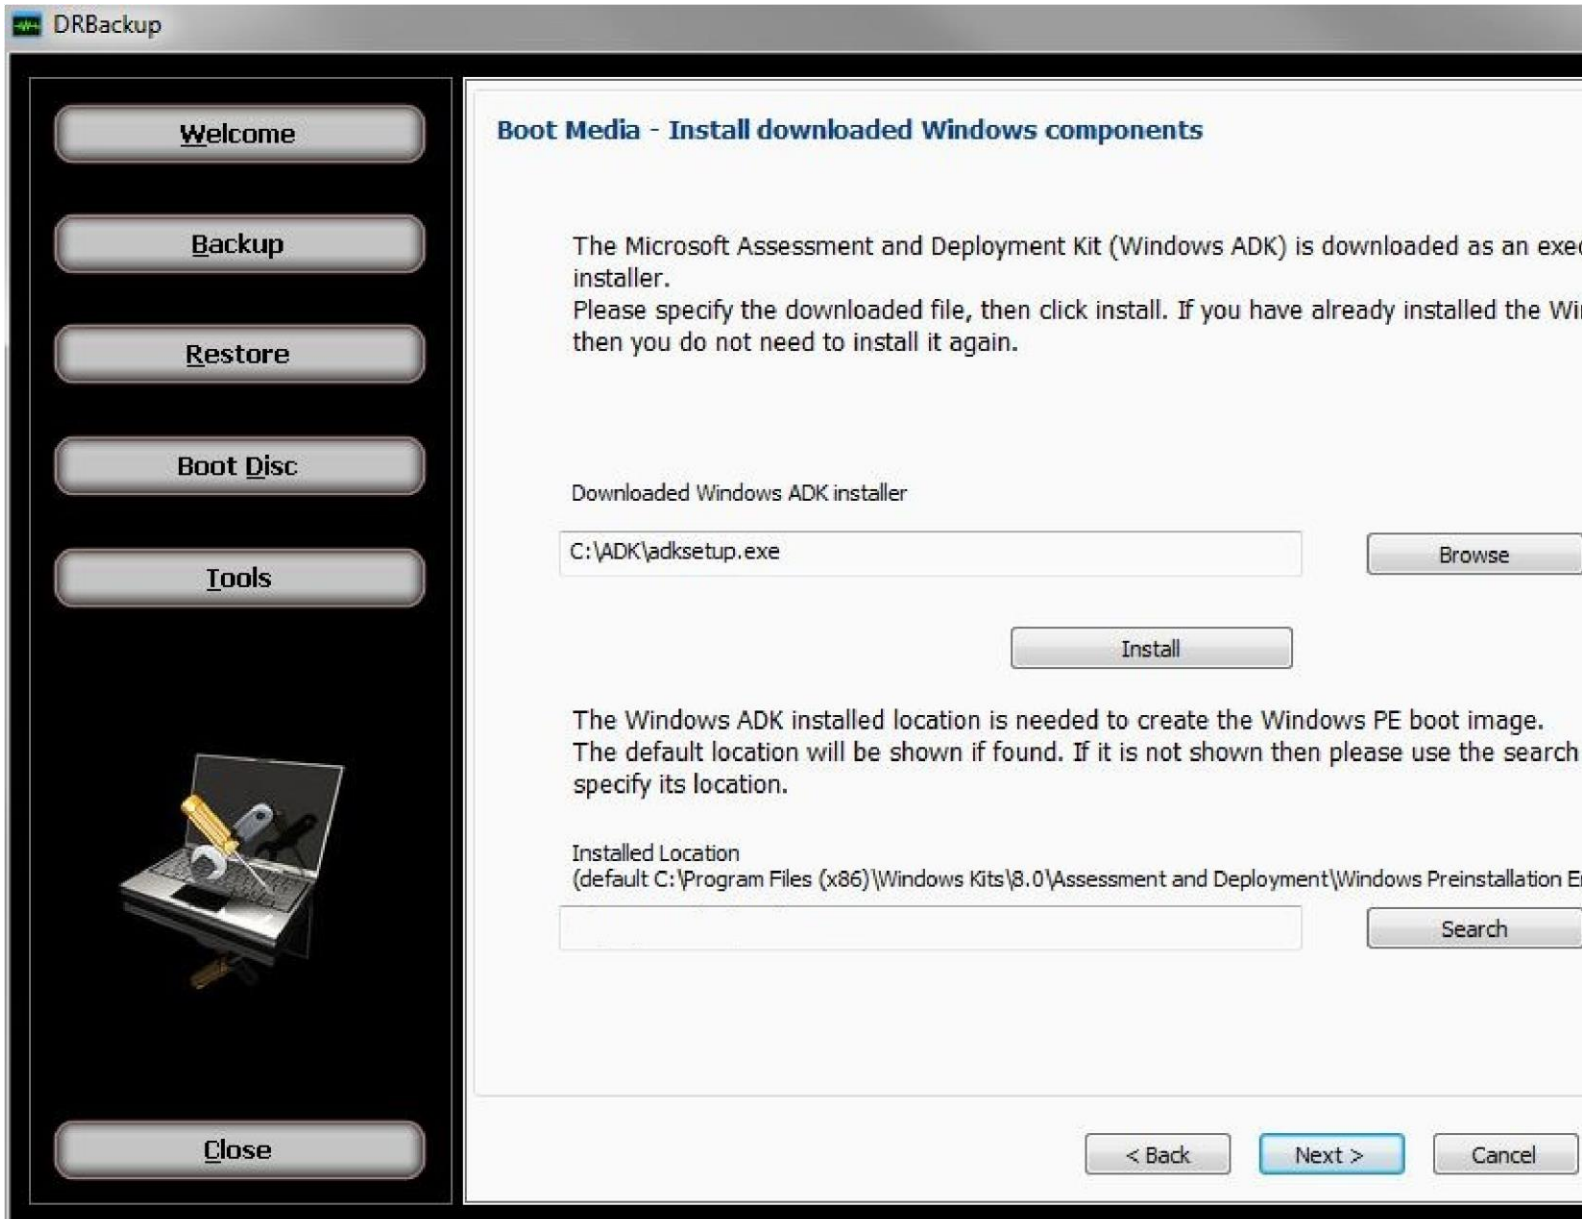 DRBackup
Welcome
Backup
Restore
Boot Disc
Tools
Close
Boot Media - Install downloaded Windows components
The Microsoft Assessment and Deployment Kit (Windows ADK) is downloaded as an
installer.
Please specify the downloaded file, then click install. If you have already installed the
then you do not need to install it again.
Downloaded Windows ADK installer
C:\ADK\adksetup.exe
Browse
Install
The Windows ADK installed location is needed to create the Windows PE boot image.
The default location will be shown if found. If it is not shown then please use the search
specify its location.
Installed Location
(default C:\Program Files (x86)\Windows Kits\8.0\Assessment and Deployment\Windows Preinstallation
Search
< Back
Next >
Cancel